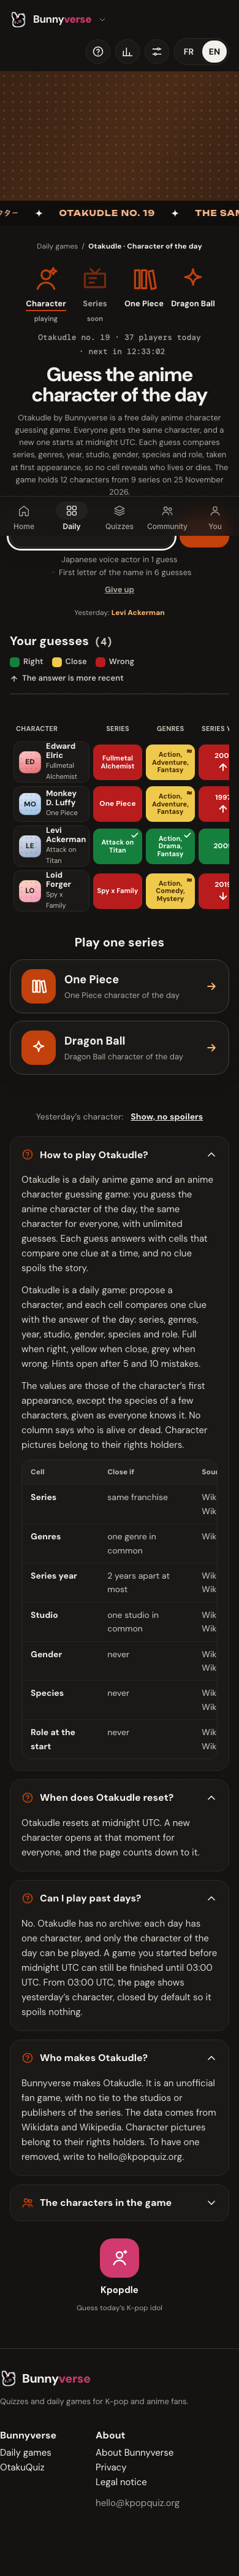 Bunnyverse
FR EN
クター ✦ OTAKUDLE NO. 19 ✦ THE SAM
Daily games / Otakudle · Character of the day
Character
playing
Series
soon
One Piece
Dragon Ball
Otakudle no. 19 · 37 players today
· next in 12:33:02
Guess the anime
character of the day
Otakudle by Bunnyverse is a free daily anime character
guessing game. Everyone gets the same character, and a
new one starts at midnight UTC. Each guess compares
series, genres, year, studio, gender, species and role, taken
at first appearance, so no cell reveals who lives or dies. The
game holds 12 characters from 9 series on 25 November
2026.
Home
Daily
Quizzes
Community
You
Japanese voice actor in 1 guess
· First letter of the name in 6 guesses
Give up
Yesterday: Levi Ackerman
Your guesses (4)
Right Close Wrong
↑ The answer is more recent
CHARACTER SERIES GENRES SERIES Y
ED
Edward
Elric
Fullmetal
Alchemist
Fullmetal
Alchemist
Action,
Adventure,
Fantasy
200
↑
MO
Monkey
D. Luffy
One Piece
One Piece
Action,
Adventure,
Fantasy
1997
↑
LE
Levi
Ackerman
Attack on
Titan
Attack on
Titan
Action,
Drama,
Fantasy
2009
LO
Loid
Forger
Spy x
Family
Spy x Family
Action,
Comedy,
Mystery
2019
↓
Play one series
One Piece
One Piece character of the day
Dragon Ball
Dragon Ball character of the day
Yesterday's character: Show, no spoilers
How to play Otakudle?
Otakudle is a daily anime game and an anime
character guessing game: you guess the
anime character of the day, the same
character for everyone, with unlimited
guesses. Each guess answers with cells that
compare one clue at a time, and no clue
spoils the story.
Otakudle is a daily game: propose a
character, and each cell compares one clue
with the answer of the day: series, genres,
year, studio, gender, species and role. Full
when right, yellow when close, grey when
wrong. Hints open after 5 and 10 mistakes.
The values are those of the character's first
appearance, except the species of a few
characters, given as everyone knows it. No
column says who is alive or dead. Character
pictures belong to their rights holders.
Cell Close if Sour
Series same franchise Wik
Wik
Genres one genre in Wik
common
Series year 2 years apart at Wik
most Wik
Studio one studio in Wik
common Wik
Gender never Wik
Wik
Species never Wik
Role at the never Wik
start Wik
When does Otakudle reset?
Otakudle resets at midnight UTC. A new
character opens at that moment for
everyone, and the page counts down to it.
Can I play past days?
No. Otakudle has no archive: each day has
one character, and only the character of the
day can be played. A game you started before
midnight UTC can still be finished until 03:00
UTC. From 03:00 UTC, the page shows
yesterday's character, closed by default so it
spoils nothing.
Who makes Otakudle?
Bunnyverse makes Otakudle. It is an unofficial
fan game, with no tie to the studios or
publishers of the series. The data comes from
Wikidata and Wikipedia. Character pictures
belong to their rights holders. To have one
removed, write to hello@kpopquiz.org.
The characters in the game
Kpopdle
Guess today's K-pop idol
Bunnyverse
Quizzes and daily games for K-pop and anime fans.
Bunnyverse
Daily games
OtakuQuiz
About
About Bunnyverse
Privacy
Legal notice
hello@kpopquiz.org